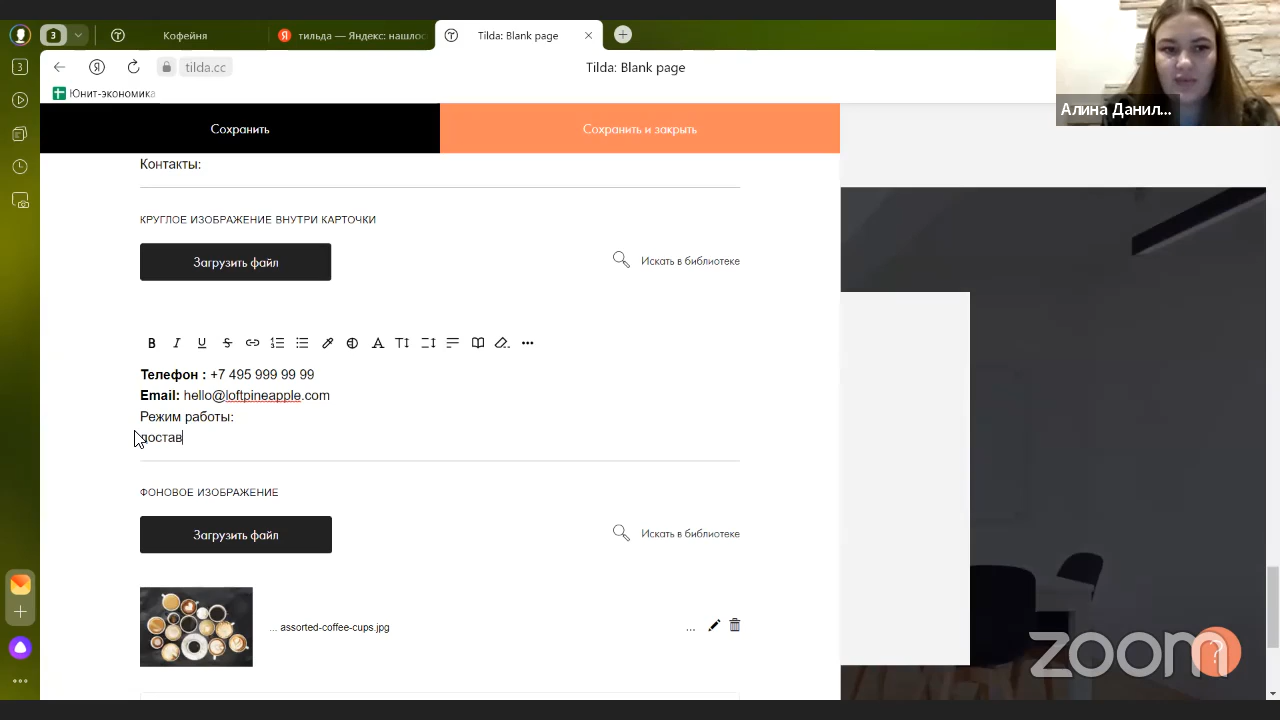 3
Кофейня
тильда — Яндекс: нашлос
Tilda: Blank page
3
tilda.cc
Tilda: Blank page
Юнит-экономика
Алина Данил...
Сохранить
Сохранить и закрыть
Контакты:
КРУГЛОЕ ИЗОБРАЖЕНИЕ ВНУТРИ КАРТОЧКИ
Загрузить файл
Искать в библиотеке
Телефон : +7 495 999 99 99
Email: hello@loftpineapple.com
Режим работы:
достав
ФОНОВОЕ ИЗОБРАЖЕНИЕ
Загрузить файл
Искать в библиотеке
... assorted-coffee-cups.jpg
...
zoom
?